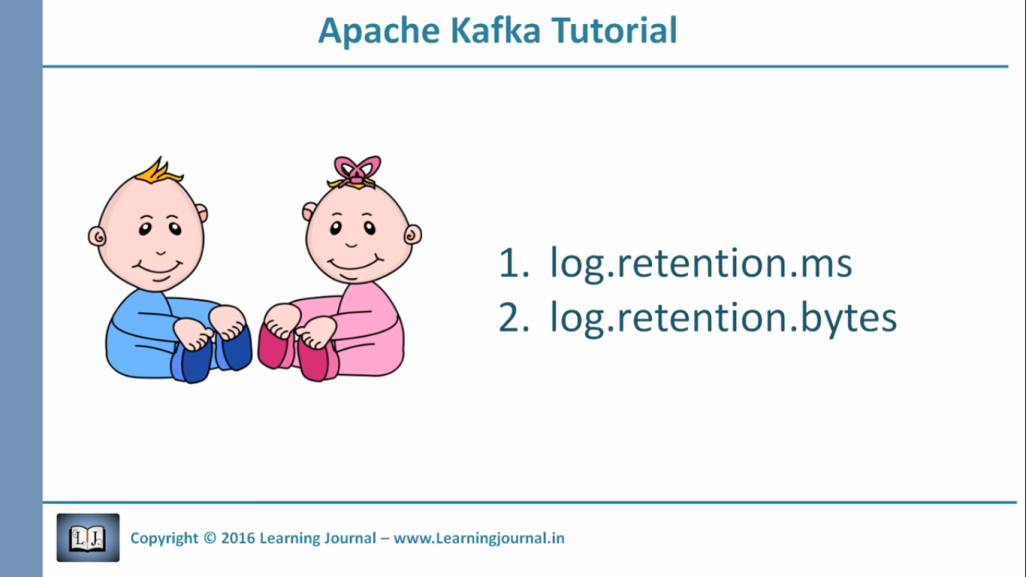 Apache Kafka Tutorial
1. log.retention.ms
2. log.retention.bytes
L J
Copyright © 2016 Learning Journal – www.Learningjournal.in